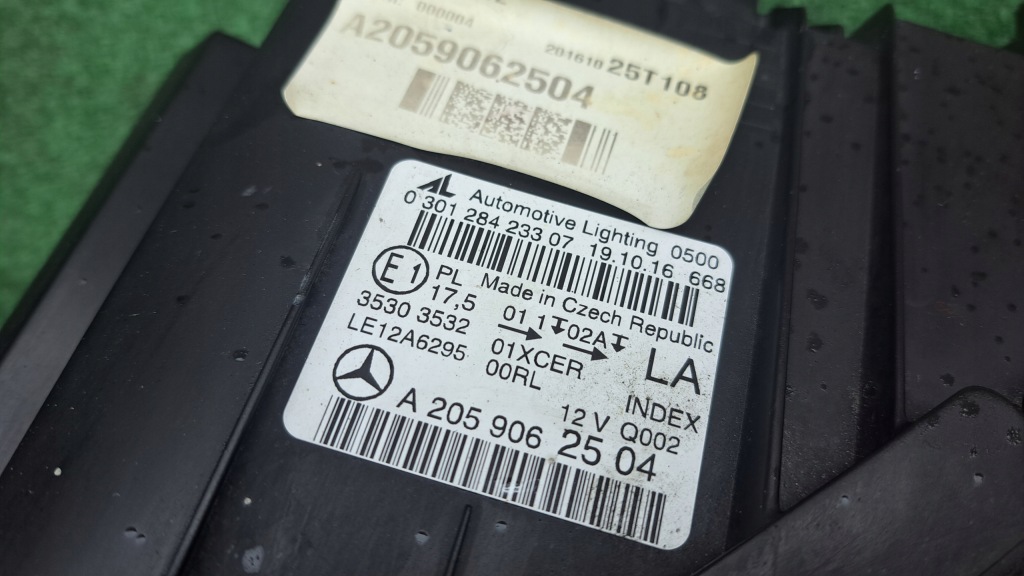 000004
A2059062504
201610 25T108
AL Automotive Lighting 0500
0 301 284 233 07 19.10.16 668
E1 PL Made in Czech Republic
17.5 01 1 02A LA
3530 3532
LE12A6295 01XCER
00RL INDEX
12 V Q002
A 205 906 25 04